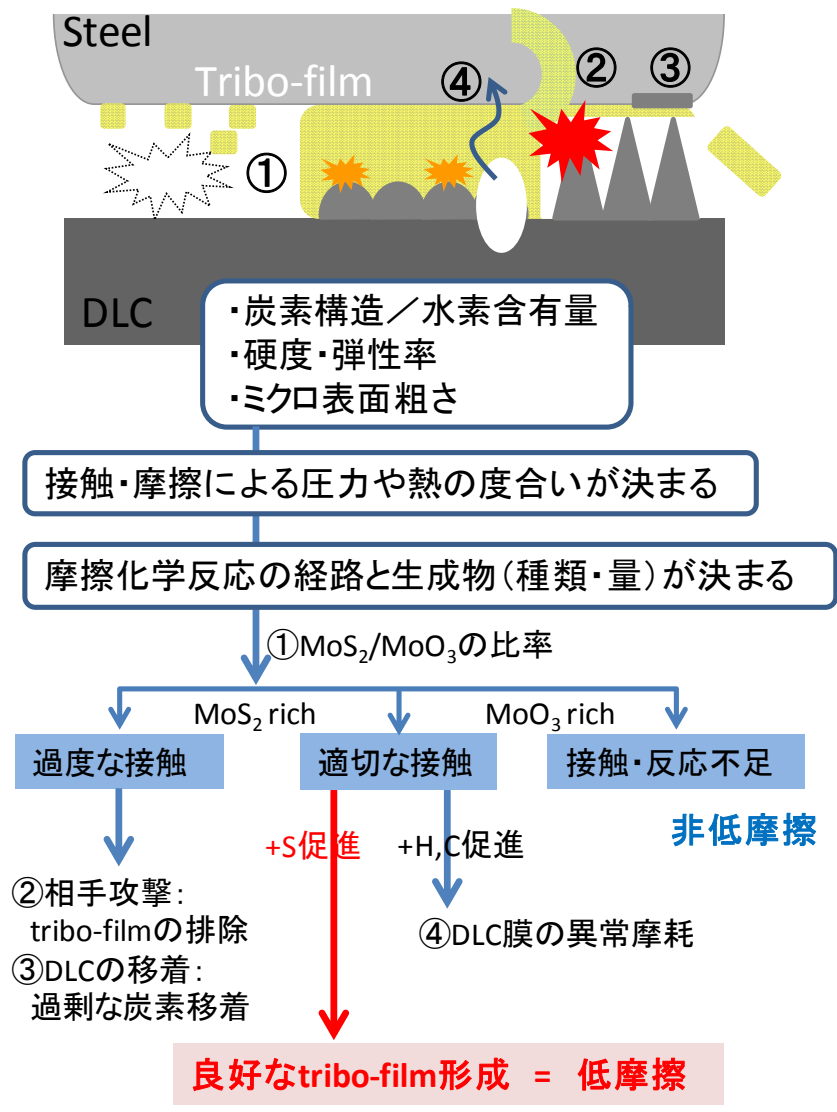 Steel
Tribo-film
④
②
③
①
DLC
・炭素構造／水素含有量
・硬度・弾性率
・ミクロ表面粗さ
接触・摩擦による圧力や熱の度合いが決まる
摩擦化学反応の経路と生成物（種類・量）が決まる
①MoS₂/MoO₃の比率
MoS₂ rich
MoO₃ rich
過度な接触
適切な接触
接触・反応不足
非低摩擦
+S促進
+H,C促進
②相手攻撃：
tribo-filmの排除
③DLCの移着：
過剰な炭素移着
④DLC膜の異常摩耗
良好なtribo-film形成 = 低摩擦